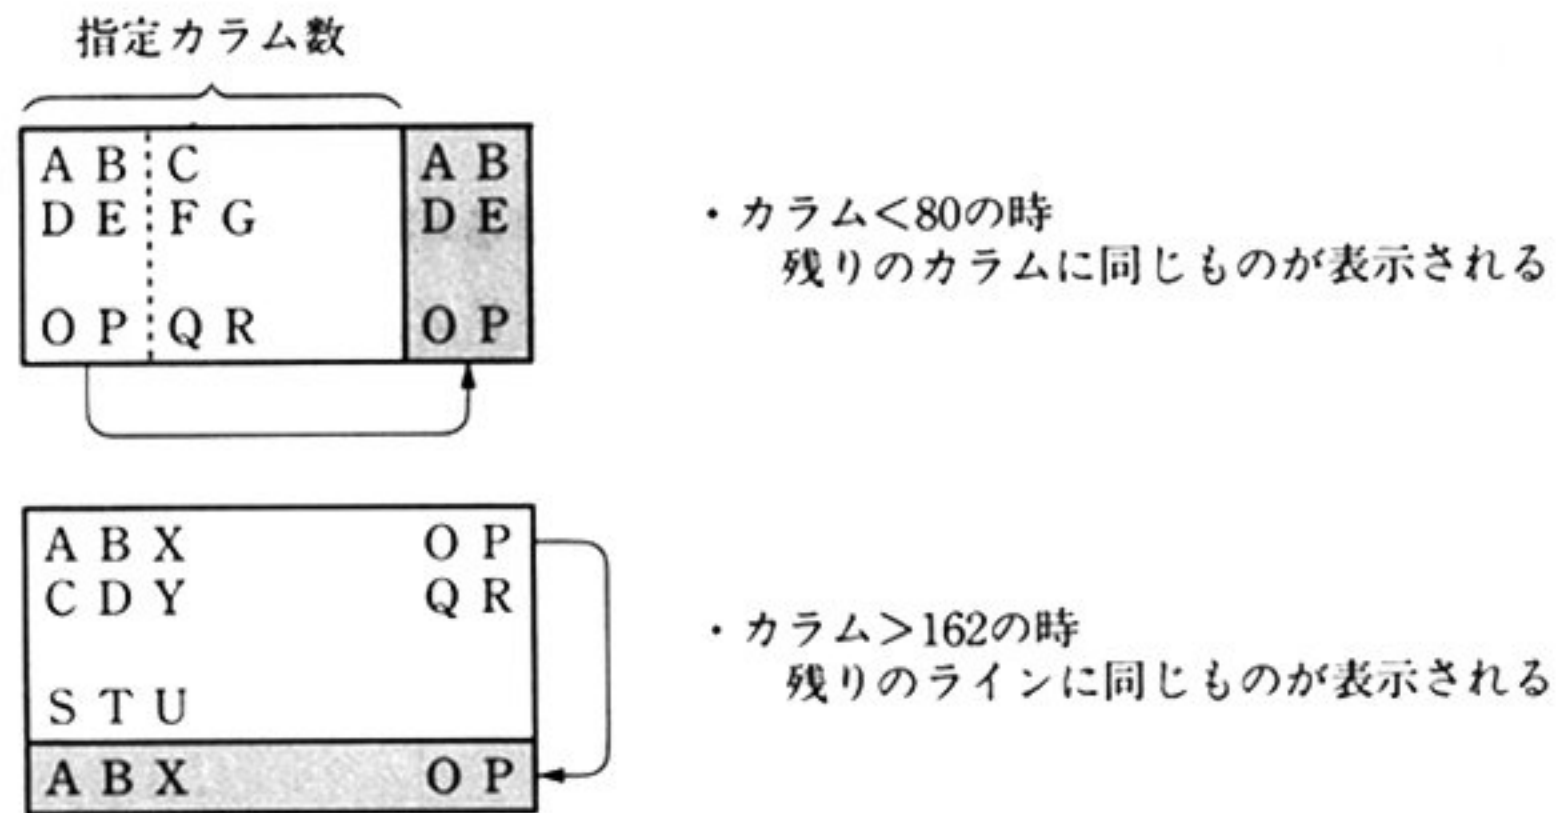 指定カラム数
A B C A B
D E F G D E
O P Q R O P
・カラム<80の時
残りのカラムに同じものが表示される
A B X O P
C D Y Q R
S T U
A B X O P
・カラム>162の時
残りのラインに同じものが表示される